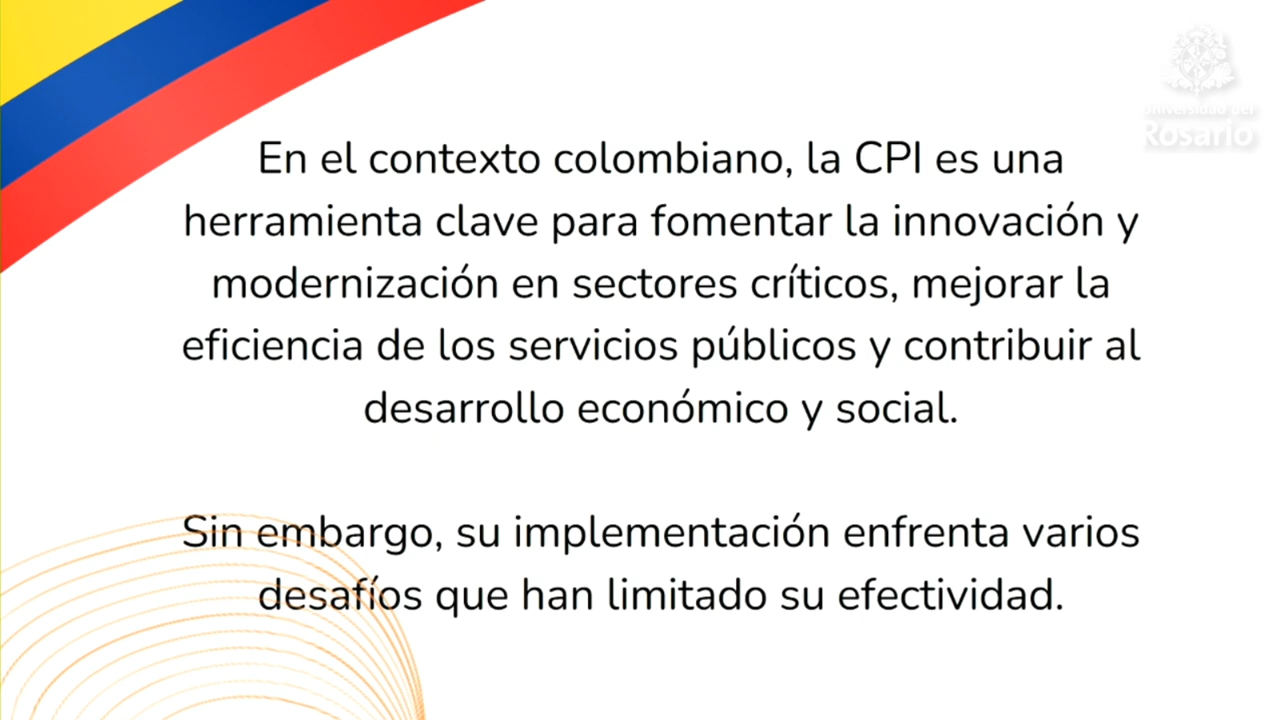 Universidad del
Rosario
En el contexto colombiano, la CPI es una
herramienta clave para fomentar la innovación y
modernización en sectores críticos, mejorar la
eficiencia de los servicios públicos y contribuir al
desarrollo económico y social.
Sin embargo, su implementación enfrenta varios
desafíos que han limitado su efectividad.